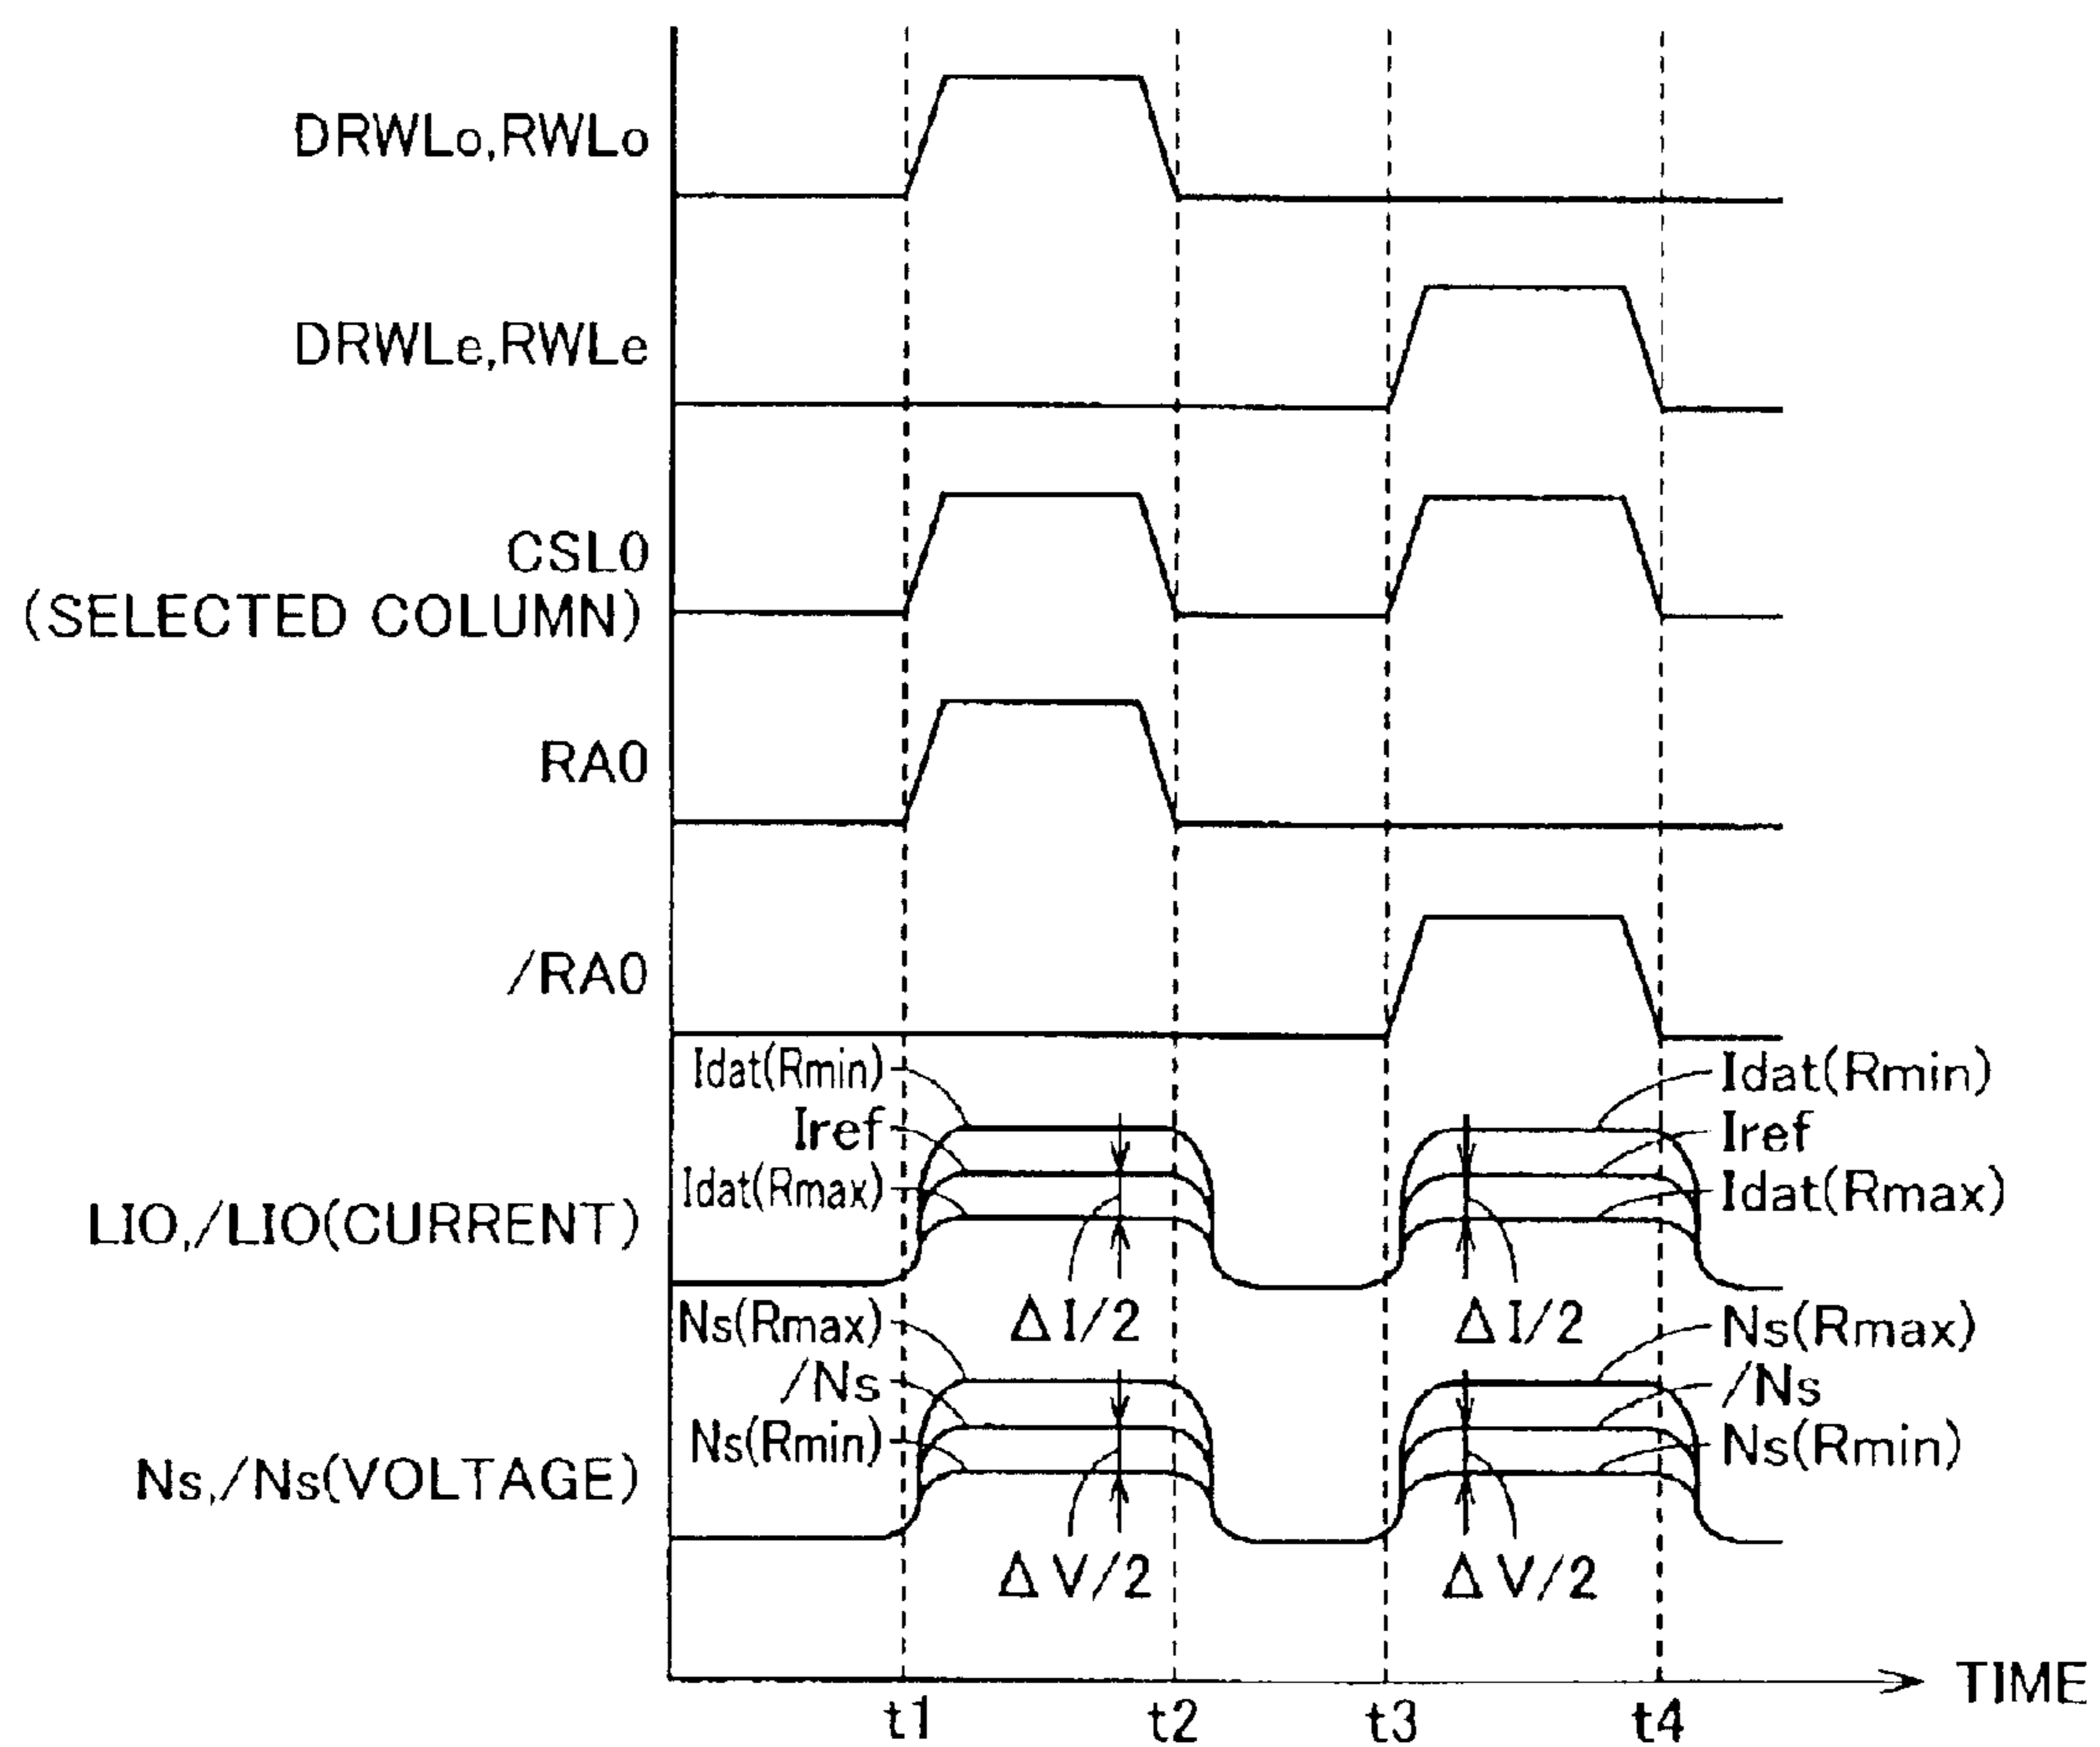 DRWLo,RWLo
DRWLe,RWLe
CSL0
(SELECTED COLUMN)
RA0
/RA0
Idat(Rmin)
Iref
Idat(Rmax)
Idat(Rmin)
Iref
Idat(Rmax)
LIO,/LIO(CURRENT)
ΔI/2
ΔI/2
Ns(Rmax)
/Ns
Ns(Rmin)
Ns(Rmax)
/Ns
Ns(Rmin)
Ns,/Ns(VOLTAGE)
ΔV/2
ΔV/2
TIME
t1
t2
t3
t4